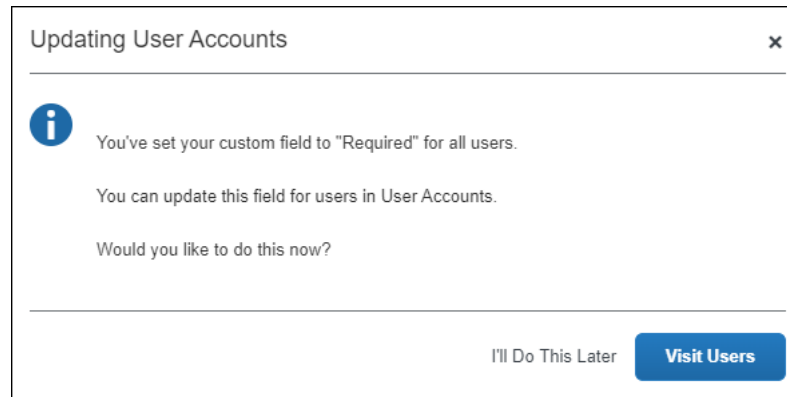 Updating User Accounts
You've set your custom field to "Required" for all users.
You can update this field for users in User Accounts.
Would you like to do this now?
I'll Do This Later
Visit Users